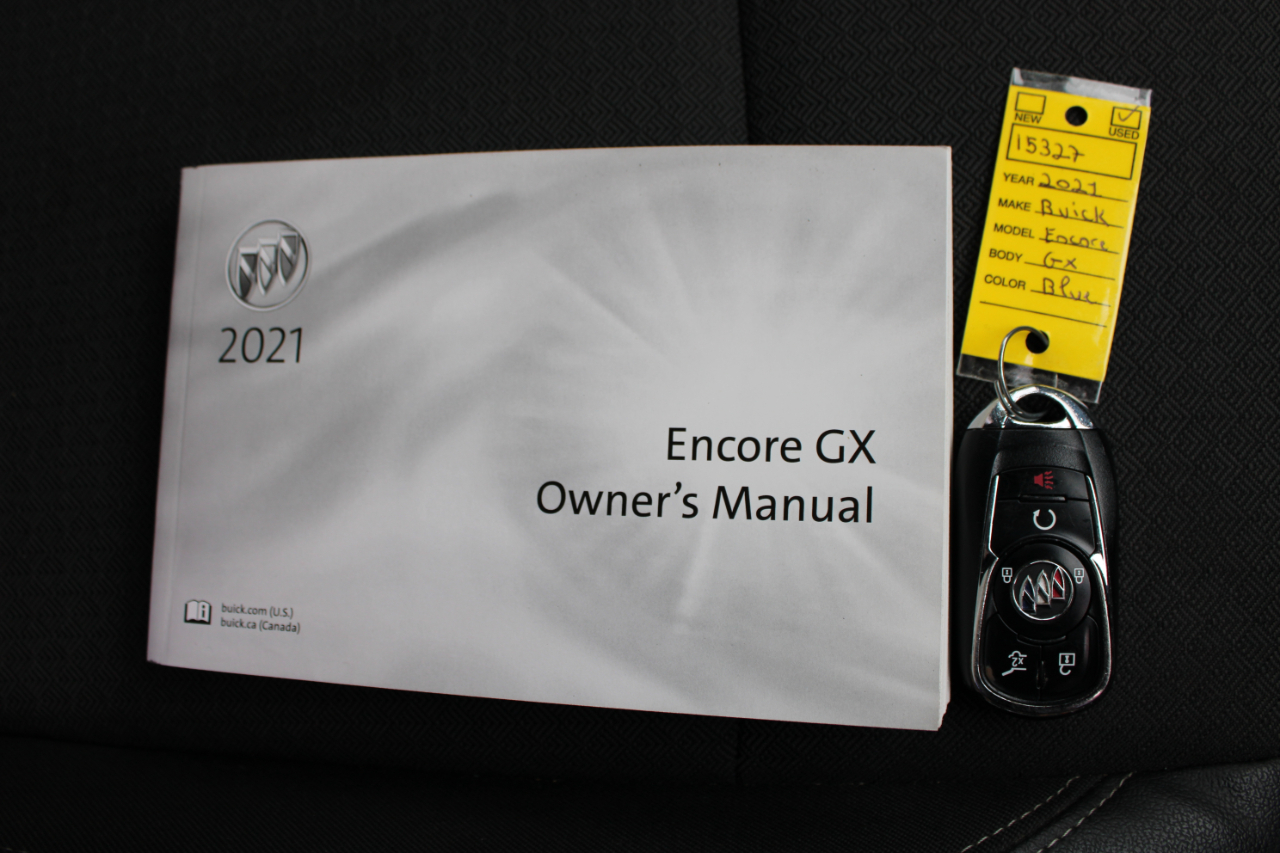 2021
Encore GX
Owner's Manual
buick.com (U.S.)
buick.ca (Canada)
NEW
USED
15327
YEAR 2021
MAKE Buick
MODEL Encore
BODY GX
COLOR Blue
x2